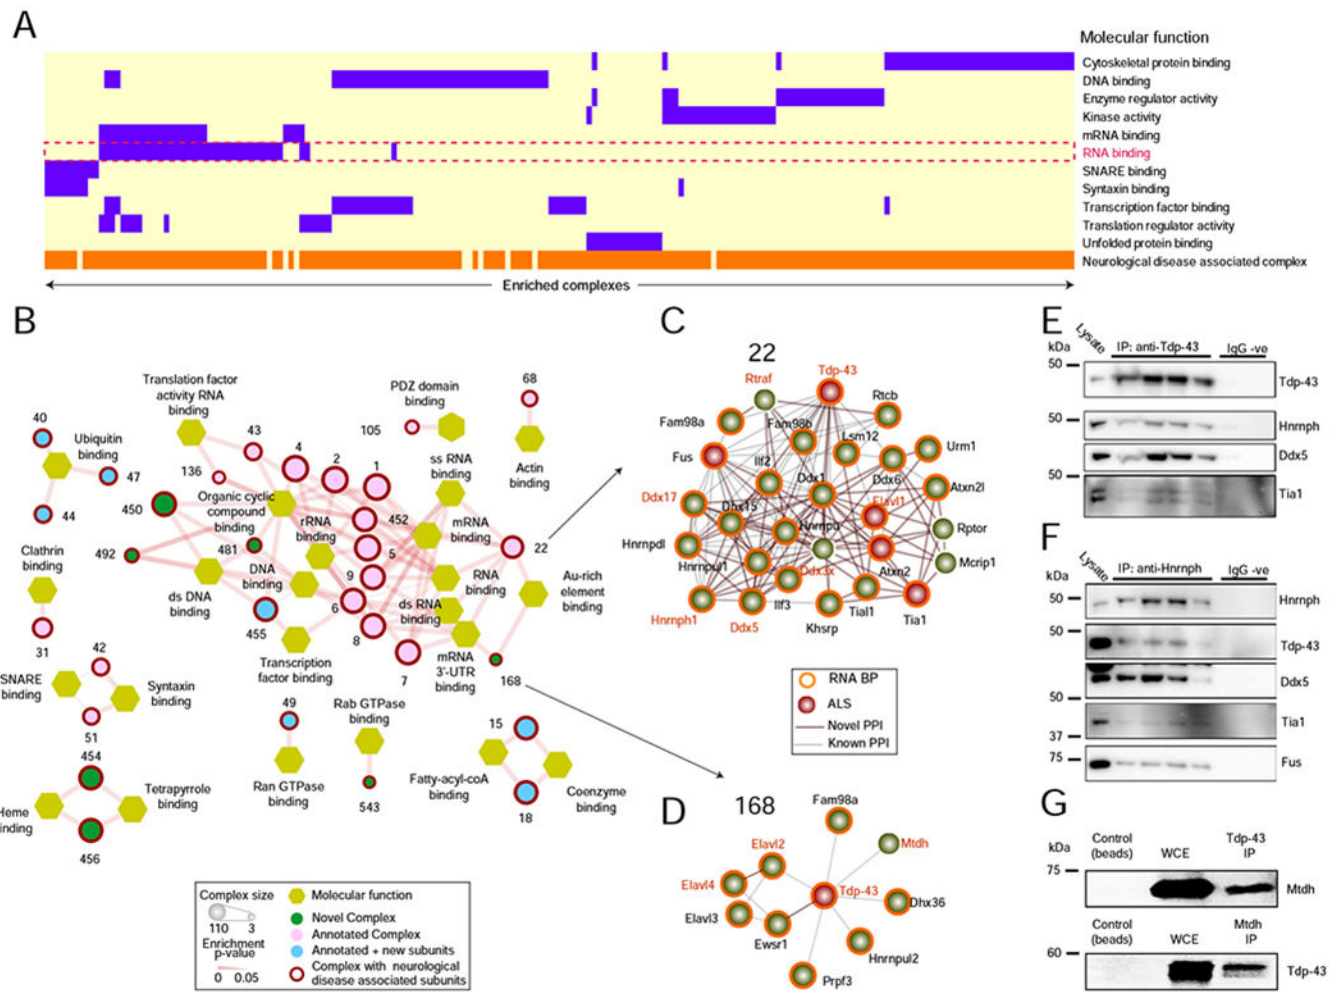 A
Molecular function
Cytoskeletal protein binding
DNA binding
Enzyme regulator activity
Kinase activity
mRNA binding
RNA binding
SNARE binding
Syntaxin binding
Transcription factor binding
Translation regulator activity
Unfolded protein binding
Neurological disease associated complex
Enriched complexes
B
Translation factor
activity RNA
binding
40
Ubiquitin
binding
47
44
43
136
4
2
1
PDZ domain
binding
105
68
Actin
binding
ss RNA
binding
450
Organic cyclic
compound
binding
452
mRNA
binding
22
492
481
rRNA
binding
5
Clathrin
binding
31
ds DNA
binding
DNA
binding
9
RNA
binding
Au-rich
element
binding
455
6
ds RNA
binding
8
Transcription
factor binding
7
mRNA
3'-UTR
binding
168
42
SNARE
binding
Syntaxin
binding
51
49
Ran GTPase
binding
Rab GTPase
binding
543
15
Fatty-acyl-coA
binding
Coenzyme
binding
18
454
Heme
Tetrapyrrole
binding
456
Complex size
110 3
Enrichment
p-value
0 0.05
Molecular function
Novel Complex
Annotated Complex
Annotated + new subunits
Complex with neurological
disease associated subunits
C
22
Rtraf
Tdp-43
Rtcb
Fam98a
Fam98b
Lsm12
Urm1
Fus
Ilf2
Ddx1
Ddx6
Atxn2l
Ddx17
Dhx15
Elavl1
Rptor
Hnrnpu
Hnrnpdl
Hnrnpul1
Ddx3x
Atxn2
Mcrip1
Hnrnph1
Ddx5
Ilf3
Khsrp
Tial1
Tia1
RNA BP
ALS
Novel PPI
Known PPI
D
168
Fam98a
Elavl2
Mtdh
Elavl4
Tdp-43
Elavl3
Dhx36
Ewsr1
Hnrnpul2
Prpf3
E
kDa
Lysate
IP: anti-Tdp-43
IgG -ve
50
Tdp-43
50
Hnrnph
Ddx5
50
Tia1
F
kDa
Lysate
IP: anti-Hnrnph
IgG -ve
50
Hnrnph
50
Tdp-43
Ddx5
50
Tia1
37
75
Fus
G
kDa
Control
(beads)
WCE
Tdp-43
IP
75
Mtdh
Control
(beads)
WCE
Mtdh
IP
60
Tdp-43